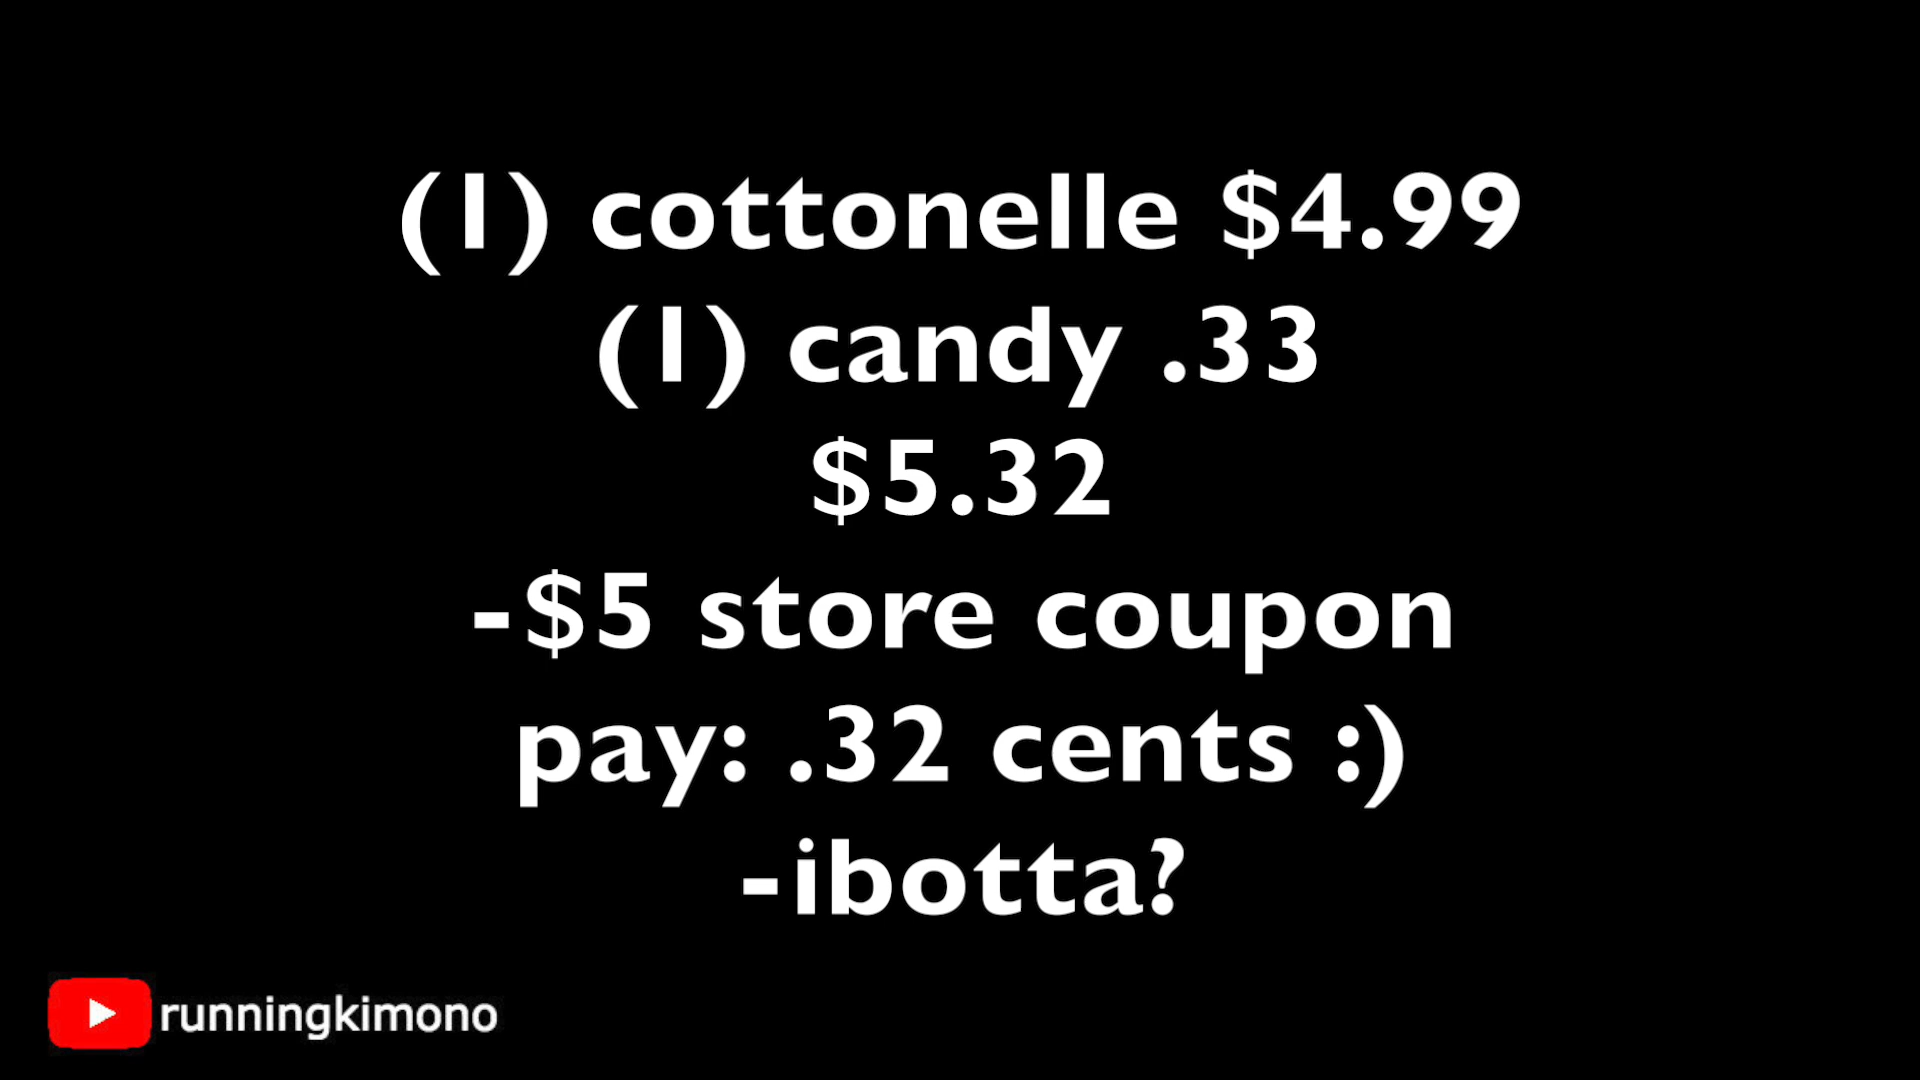 (1) cottonelle $4.99
(1) candy .33
$5.32
-$5 store coupon
pay: .32 cents :)
-ibotta?
runningkimono